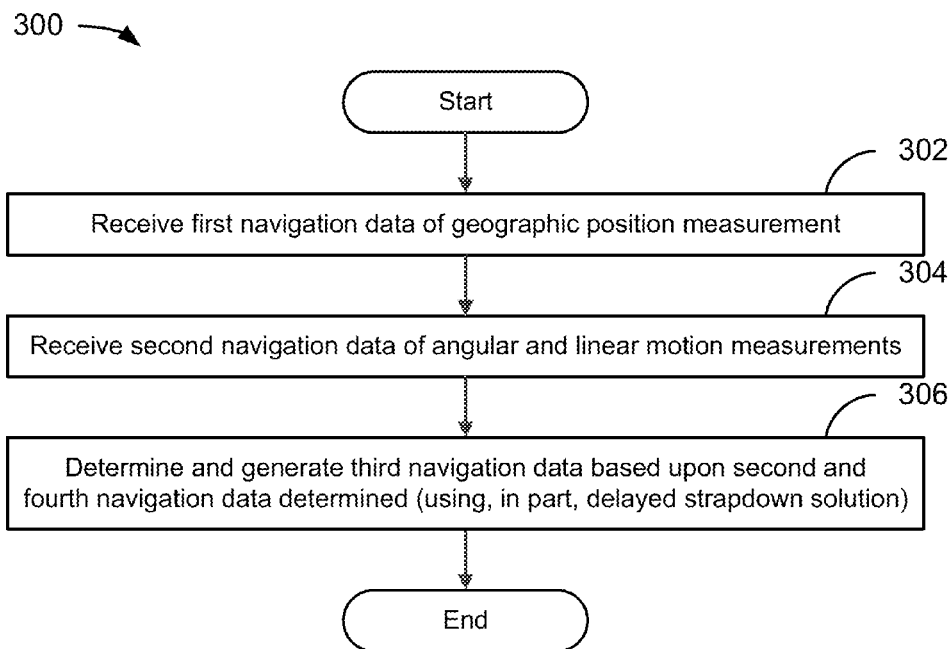 300
Start
302
Receive first navigation data of geographic position measurement
304
Receive second navigation data of angular and linear motion measurements
306
Determine and generate third navigation data based upon second and
fourth navigation data determined (using, in part, delayed strapdown solution)
End